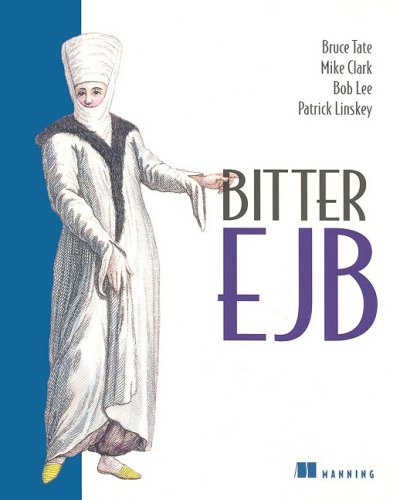 Bruce Tate
Mike Clark
Bob Lee
Patrick Linskey
BITTER
EJB
MANNING